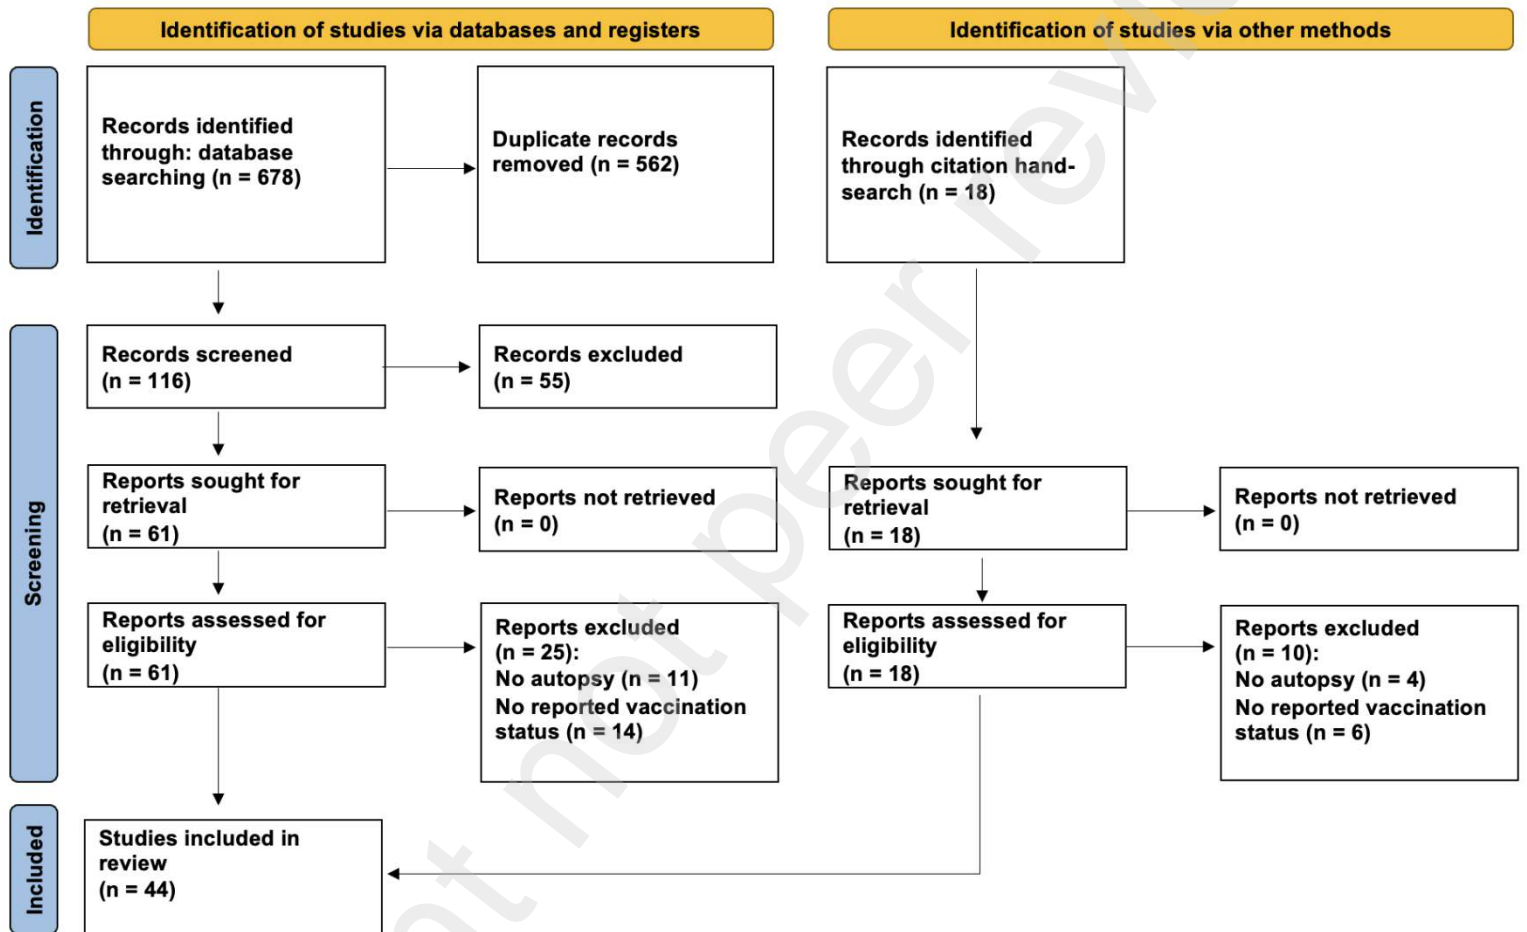 Identification of studies via databases and registers
Identification of studies via other methods
Identification
Records identified
through: database
searching (n = 678)
Duplicate records
removed (n = 562)
Records identified
through citation hand-
search (n = 18)
Screening
Records screened
(n = 116)
Records excluded
(n = 55)
Reports sought for
retrieval
(n = 61)
Reports not retrieved
(n = 0)
Reports sought for
retrieval
(n = 18)
Reports not retrieved
(n = 0)
Reports assessed for
eligibility
(n = 61)
Reports excluded
(n = 25):
No autopsy (n = 11)
No reported vaccination
status (n = 14)
Reports assessed for
eligibility
(n = 18)
Reports excluded
(n = 10):
No autopsy (n = 4)
No reported vaccination
status (n = 6)
Included
Studies included in
review
(n = 44)
not peer